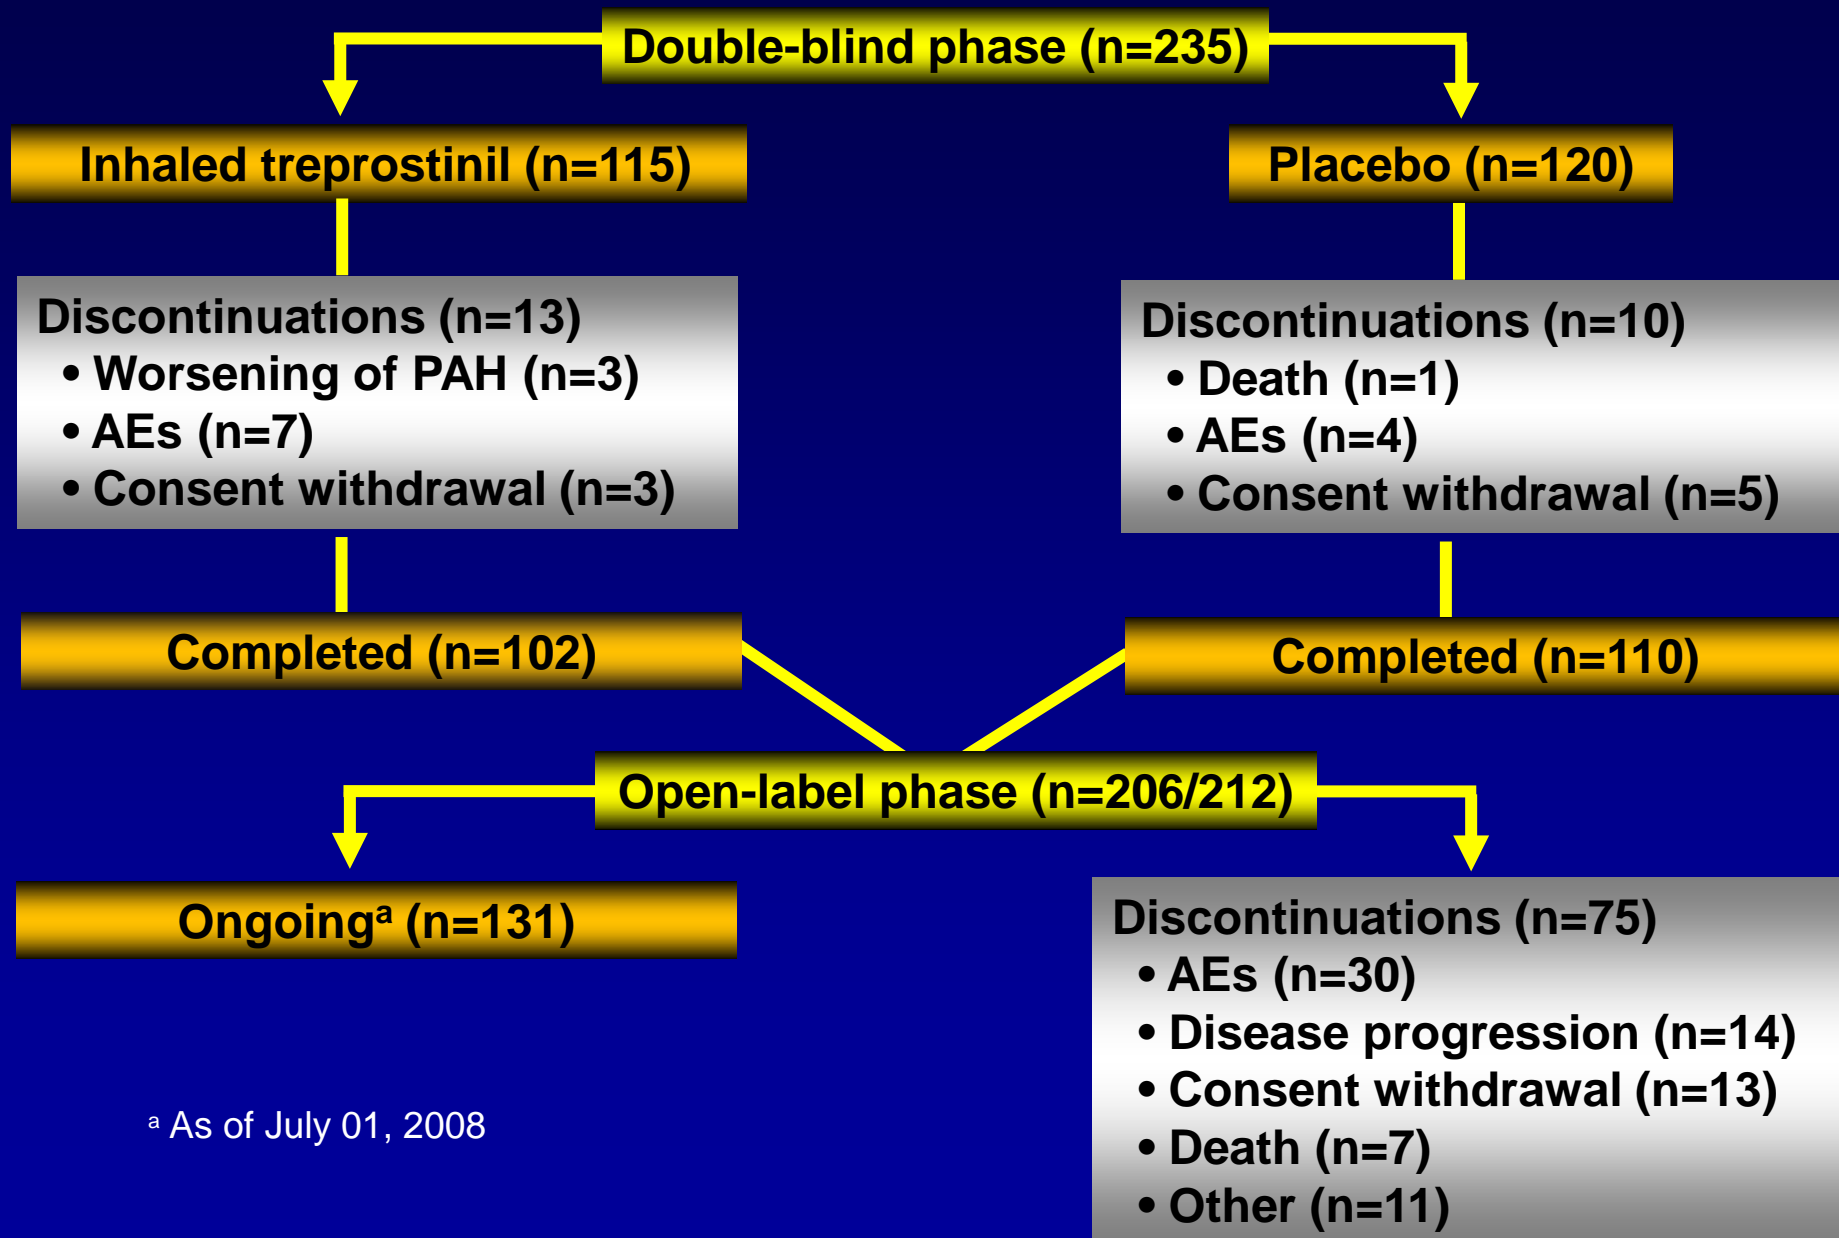 Double-blind phase (n=235)
Inhaled treprostinil (n=115)
Placebo (n=120)
Discontinuations (n=13)
• Worsening of PAH (n=3)
• AEs (n=7)
• Consent withdrawal (n=3)
Discontinuations (n=10)
• Death (n=1)
• AEs (n=4)
• Consent withdrawal (n=5)
Completed (n=102)
Completed (n=110)
Open-label phase (n=206/212)
Ongoingᵃ (n=131)
Discontinuations (n=75)
• AEs (n=30)
• Disease progression (n=14)
• Consent withdrawal (n=13)
• Death (n=7)
• Other (n=11)
ᵃ As of July 01, 2008